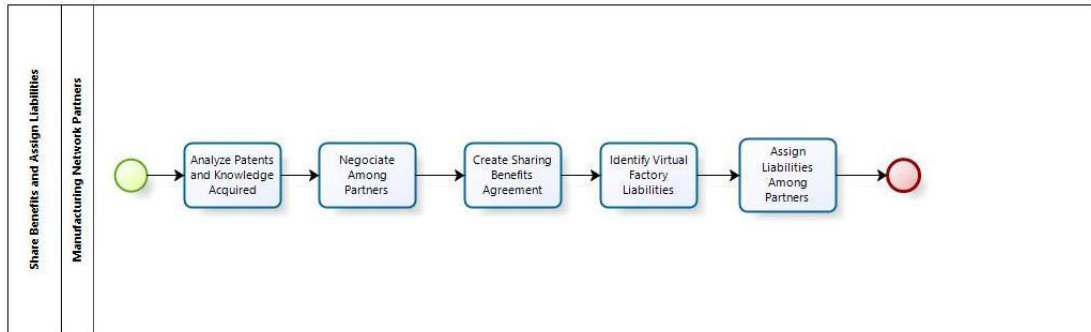 Share Benefits and Assign Liabilities
Manufacturing Network Partners
Analyze Patents
and Knowledge
Acquired
Negociate
Among
Partners
Create Sharing
Benefits
Agreement
Identify Virtual
Factory
Liabilities
Assign
Liabilities
Among
Partners